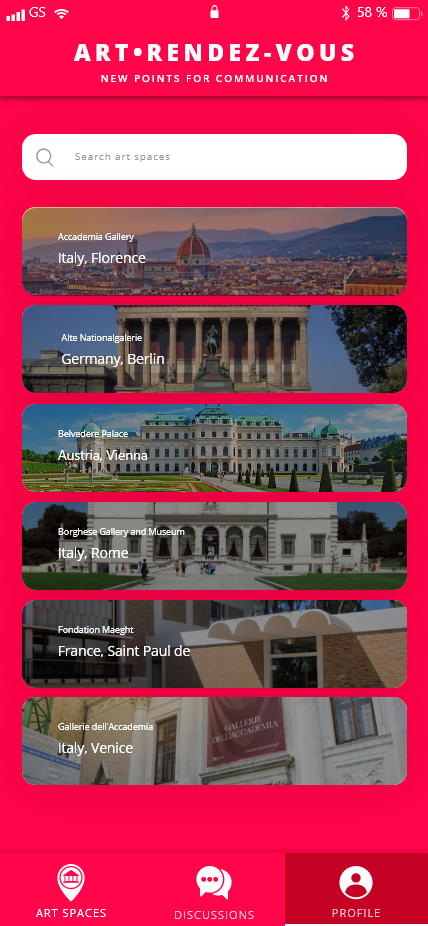 GS 58 %
ART•RENDEZ-VOUS
NEW POINTS FOR COMMUNICATION
Search art spaces
Accademia Gallery
Italy, Florence
Alte Nationalgalerie
Germany, Berlin
Belvedere Palace
Austria, Vienna
Borghese Gallery and Museum
Italy, Rome
Fondation Maeght
France, Saint Paul de
Gallerie dell'Accademia
Italy, Venice
GALLERIE
DELL'ACCADEMIA
ART SPACES
DISCUSSIONS
PROFILE